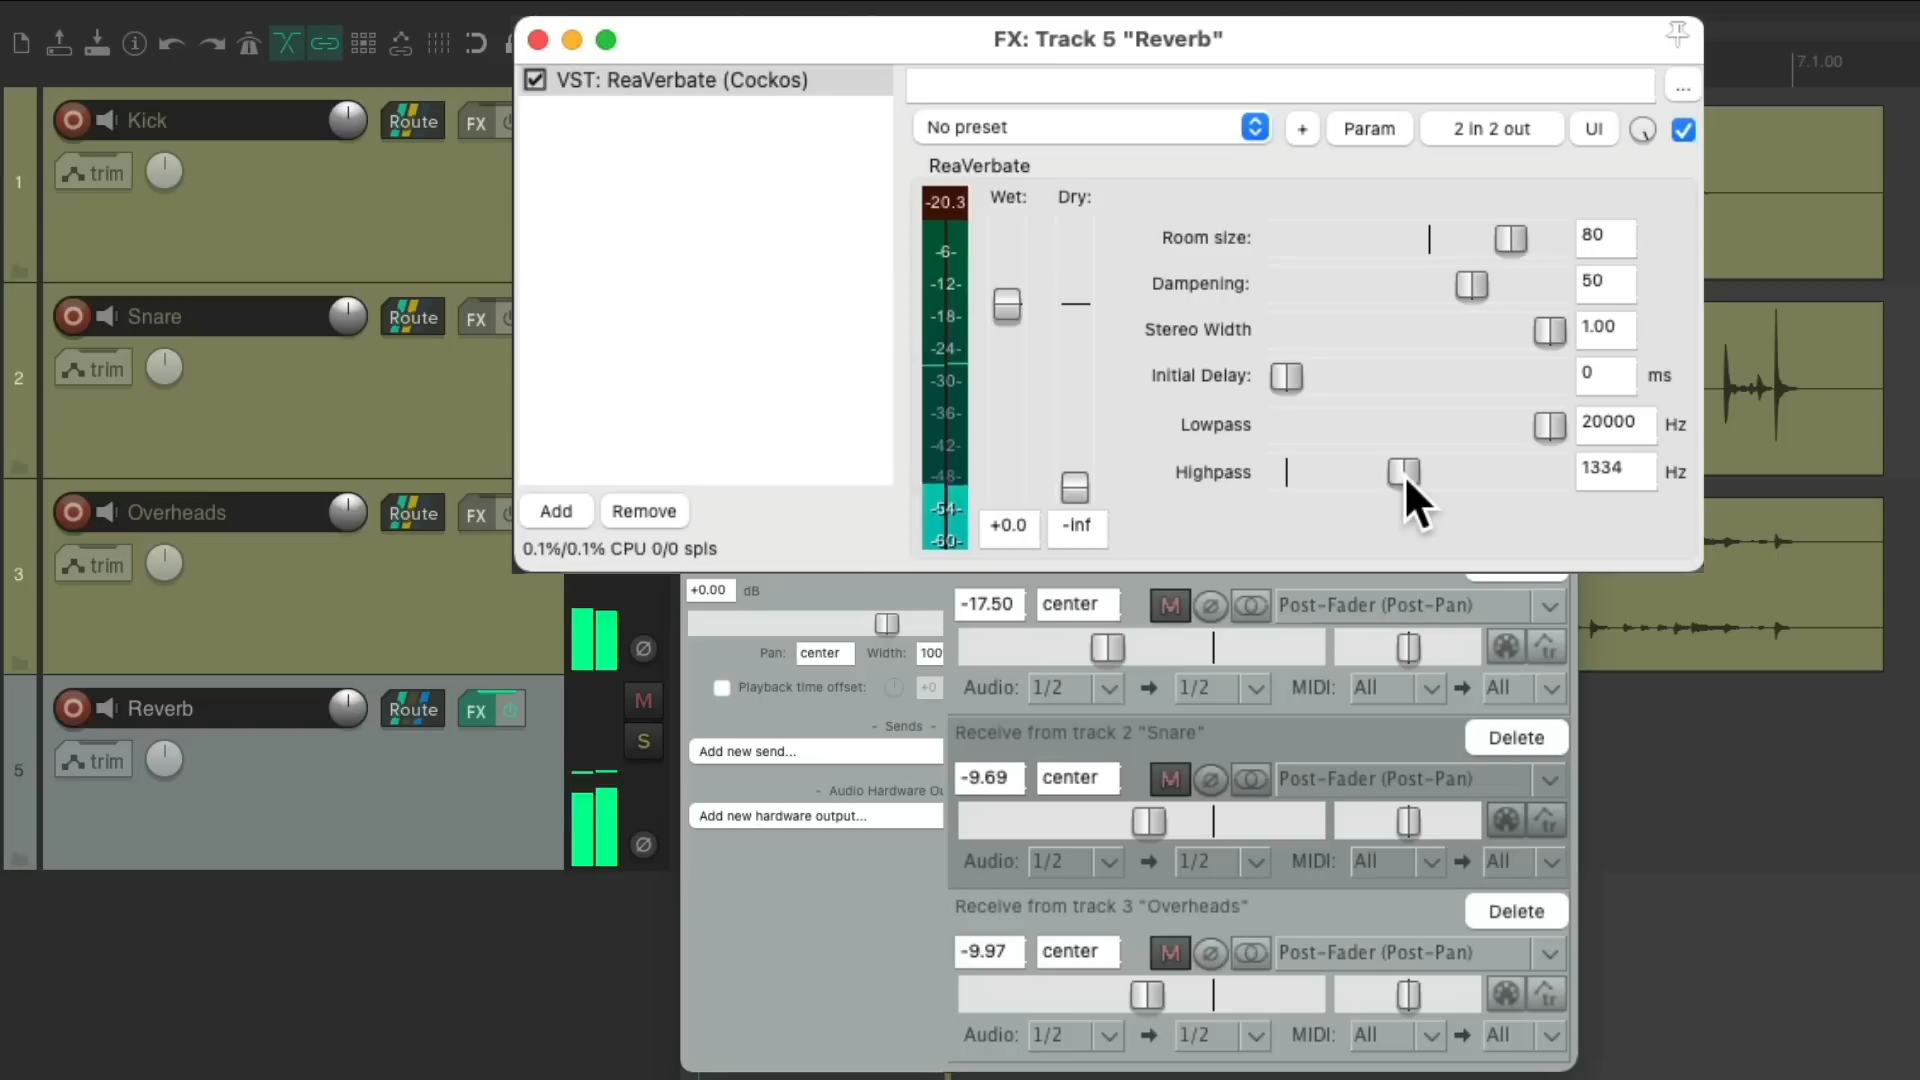 FX: Track 5 "Reverb"
7.1.00
VST: ReaVerbate (Cockos)
...
No preset
+
Param
2 in 2 out
UI
ReaVerbate
-20.3
Wet:
Dry:
-6-
-12-
-18-
-24-
-30-
-36-
-42-
-48-
-54-
-60-
+0.0
-inf
Room size:
80
Dampening:
50
Stereo Width
1.00
Initial Delay:
0
ms
Lowpass
20000
Hz
Highpass
1334
Hz
Add
Remove
0.1%/0.1% CPU 0/0 spls
1
Kick
Route
FX
trim
2
Snare
Route
FX
trim
3
Overheads
Route
FX
trim
5
Reverb
Route
FX
trim
M
S
+0.00
dB
Pan:
center
Width:
100
Playback time offset:
+0
- Sends -
Add new send...
- Audio Hardware Ou
Add new hardware output...
-17.50
center
M
Post-Fader (Post-Pan)
tr
Audio:
1/2
1/2
MIDI:
All
All
Receive from track 2 "Snare"
Delete
-9.69
center
M
Post-Fader (Post-Pan)
tr
Audio:
1/2
1/2
MIDI:
All
All
Receive from track 3 "Overheads"
Delete
-9.97
center
M
Post-Fader (Post-Pan)
tr
Audio:
1/2
1/2
MIDI:
All
All